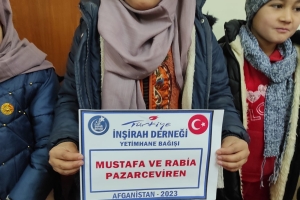 Türkiye
İNŞİRAH DERNEĞİ
YETİMHANE BAĞIŞI
MUSTAFA VE RABİA
PAZARCEVİREN
AFGANİSTAN - 2023